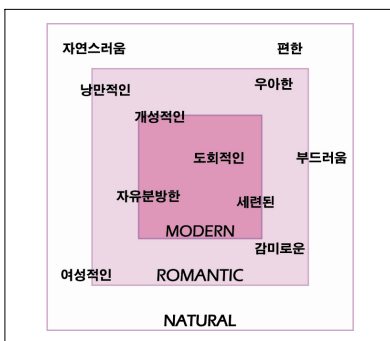 자연스러움
편한
낭만적인
우아한
개성적인
도회적인
부드러움
자유분방한
세련된
MODERN
감미로운
여성적인
ROMANTIC
NATURAL